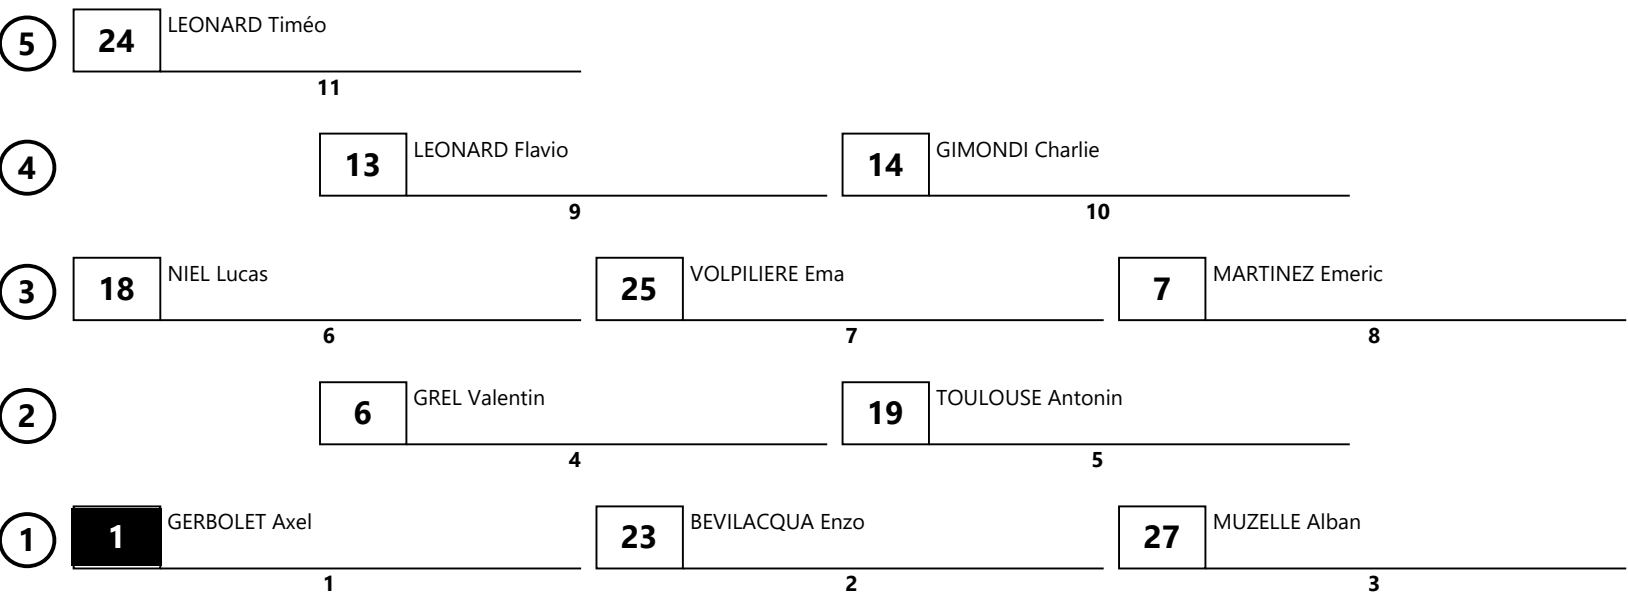 5 24 LEONARD Timéo
11
4 13 LEONARD Flavio 14 GIMONDI Charlie
9 10
3 18 NIEL Lucas 25 VOLPILIERE Ema 7 MARTINEZ Emeric
6 7 8
2 6 GREL Valentin 19 TOULOUSE Antonin
4 5
1 1 GERBOLET Axel 23 BEVILACQUA Enzo 27 MUZELLE Alban
1 2 3